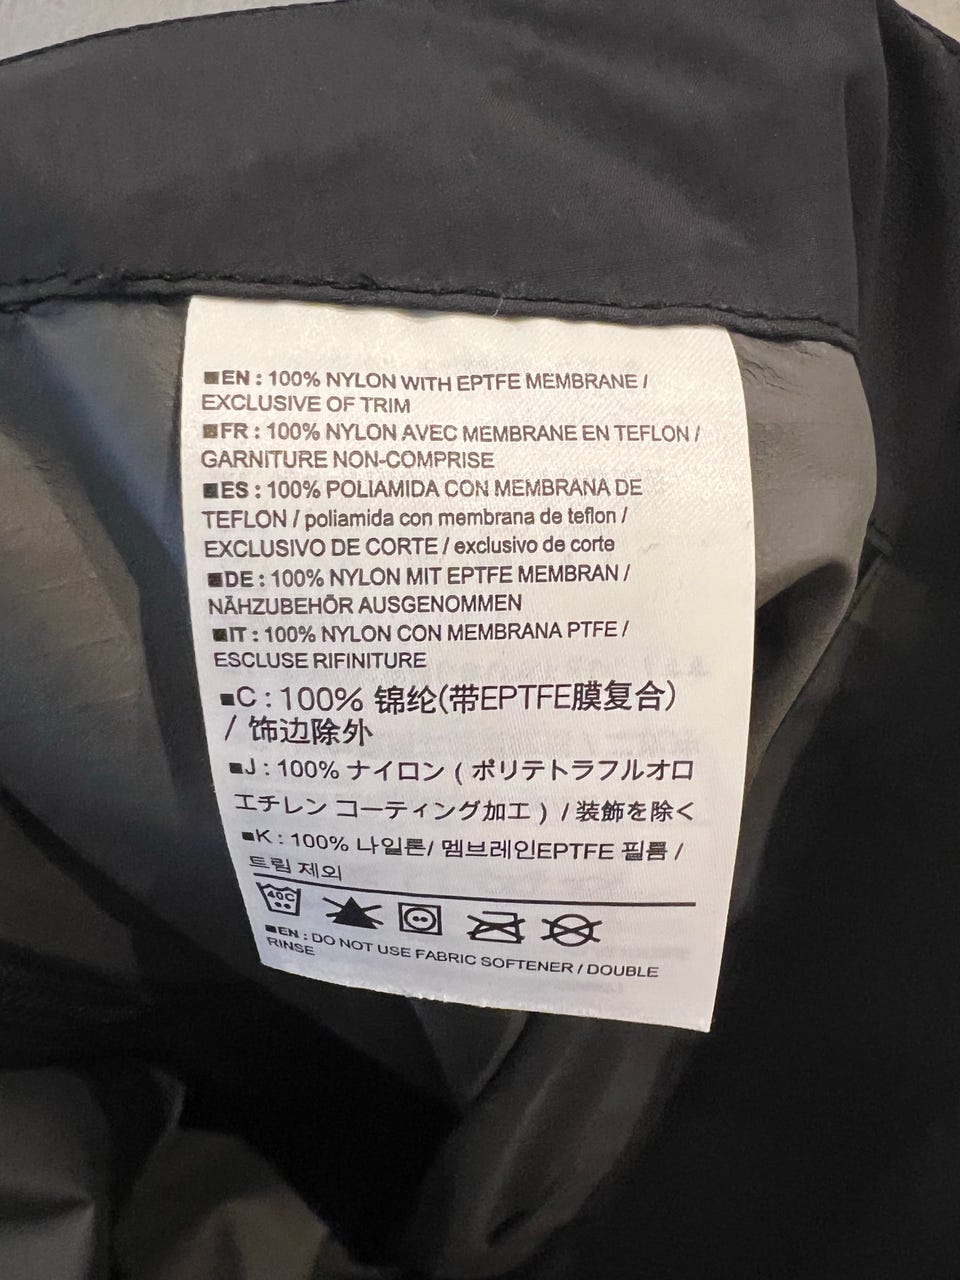 ■EN : 100% NYLON WITH EPTFE MEMBRANE /
EXCLUSIVE OF TRIM
■FR : 100% NYLON AVEC MEMBRANE EN TEFLON /
GARNITURE NON-COMPRISE
■ES : 100% POLIAMIDA CON MEMBRANA DE
TEFLON / poliamida con membrana de teflon /
EXCLUSIVO DE CORTE / exclusivo de corte
■DE : 100% NYLON MIT EPTFE MEMBRAN /
NÄHZUBEHÖR AUSGENOMMEN
■IT : 100% NYLON CON MEMBRANA PTFE /
ESCLUSE RIFINITURE
■C : 100% 锦纶(带EPTFE膜复合)
/ 饰边除外
■J : 100% ナイロン ( ポリテトラフルオロ
エチレン コーティング加工 ) / 装飾を除く
■K : 100% 나일론/ 멤브레인EPTFE 필름 /
트림 제외
40C
■EN : DO NOT USE FABRIC SOFTENER / DOUBLE
RINSE